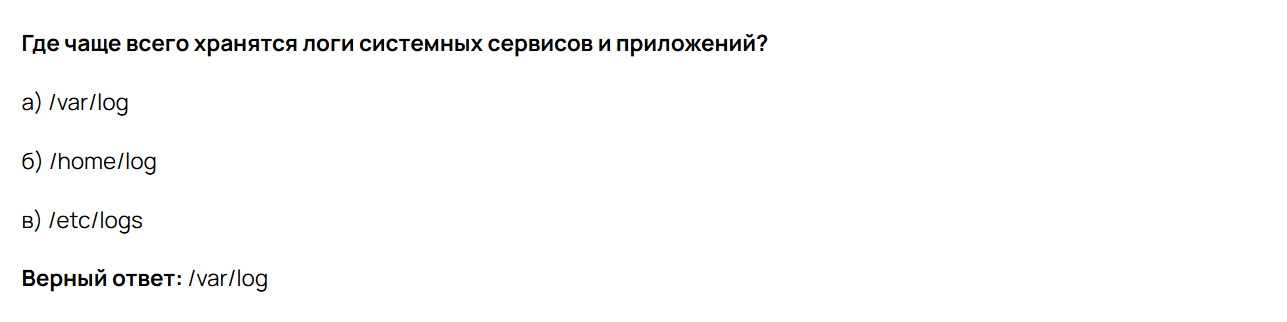 Где чаще всего хранятся логи системных сервисов и приложений?
а) /var/log
б) /home/log
в) /etc/logs
Верный ответ: /var/log